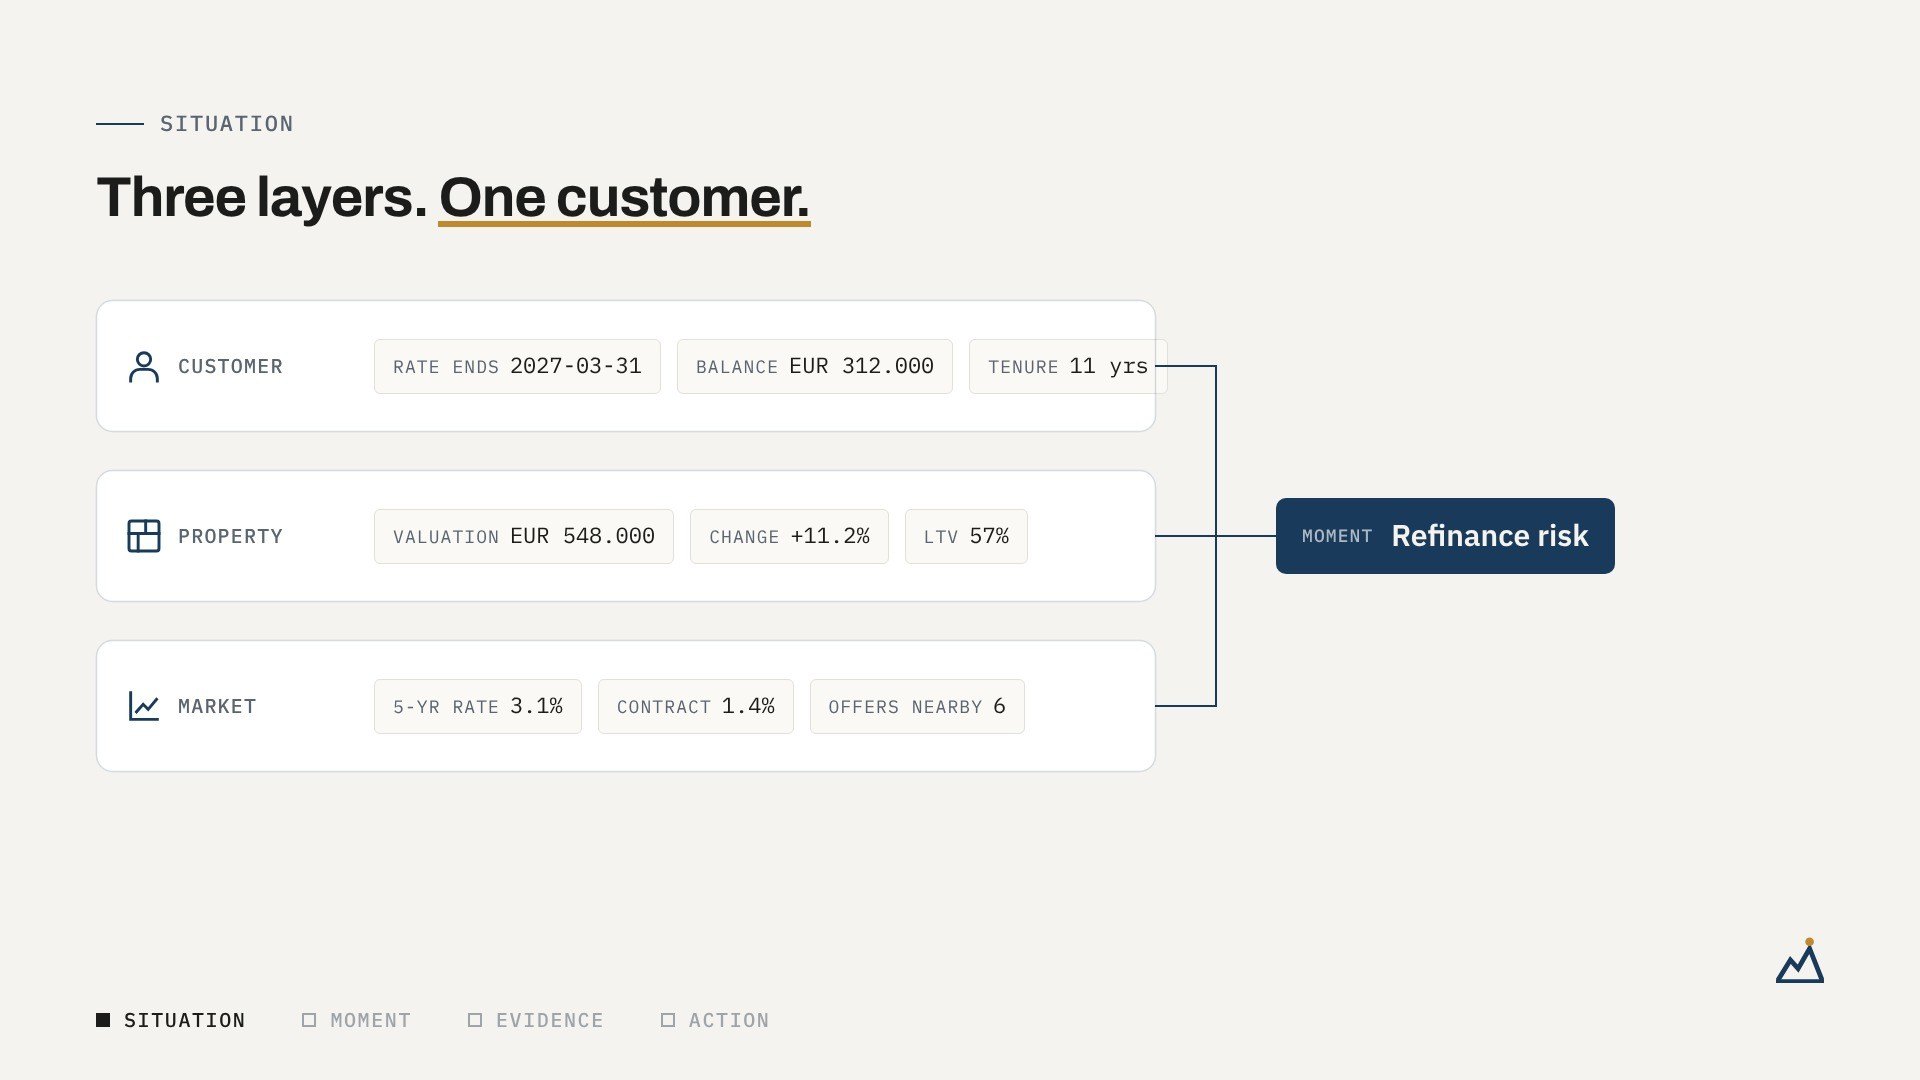 SITUATION
Three layers. One customer.
CUSTOMER RATE ENDS 2027-03-31 BALANCE EUR 312.000 TENURE 11 yrs
PROPERTY VALUATION EUR 548.000 CHANGE +11.2% LTV 57%
MOMENT Refinance risk
MARKET 5-YR RATE 3.1% CONTRACT 1.4% OFFERS NEARBY 6
SITUATION MOMENT EVIDENCE ACTION